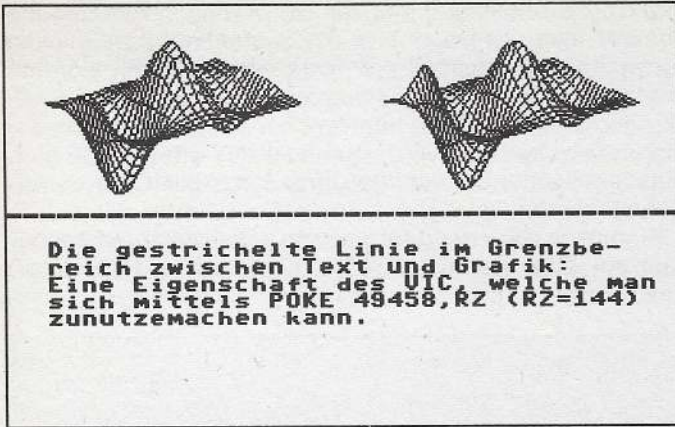 Die gestrichelte Linie im Grenzbe-
reich zwischen Text und Grafik:
Eine Eigenschaft des VIC, welche man
sich mittels POKE 49458,RZ (RZ=144)
zunutzemachen kann.